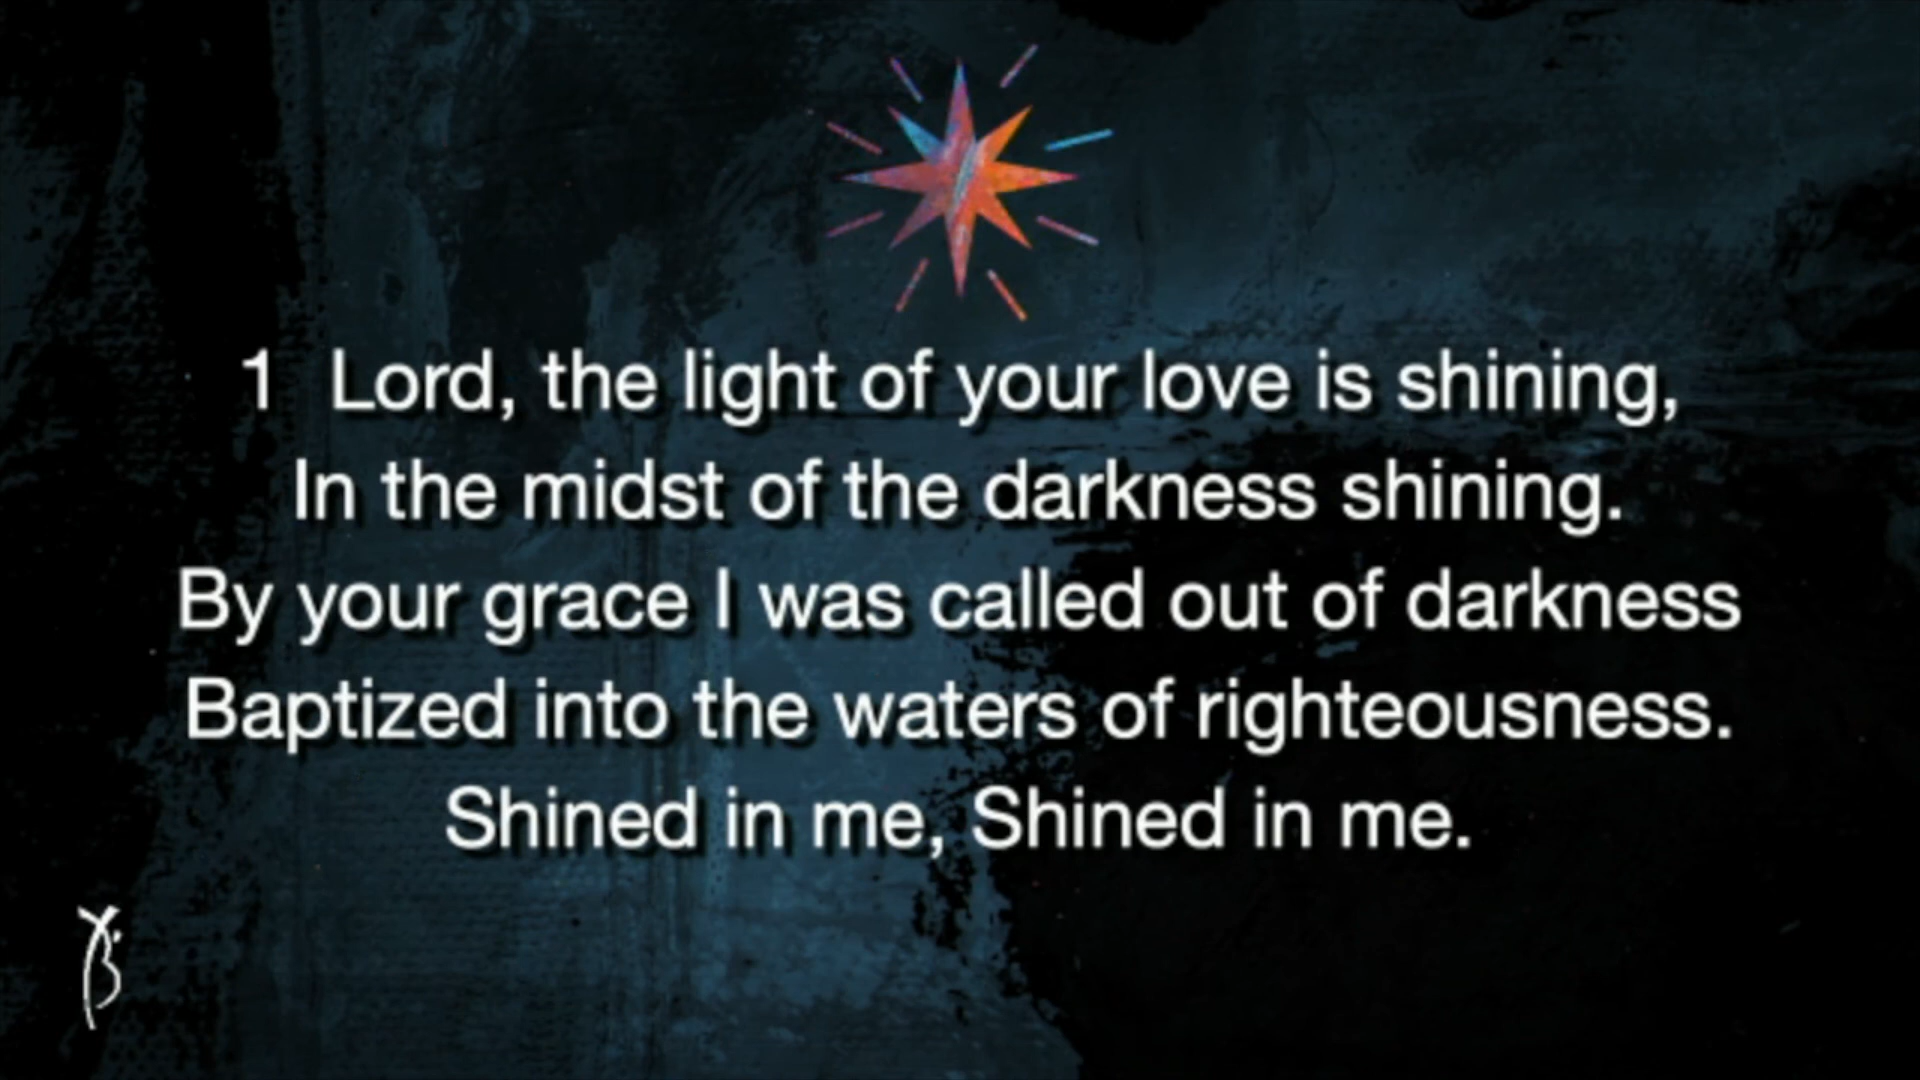 1 Lord, the light of your love is shining,
In the midst of the darkness shining.
By your grace I was called out of darkness
Baptized into the waters of righteousness.
Shined in me, Shined in me.